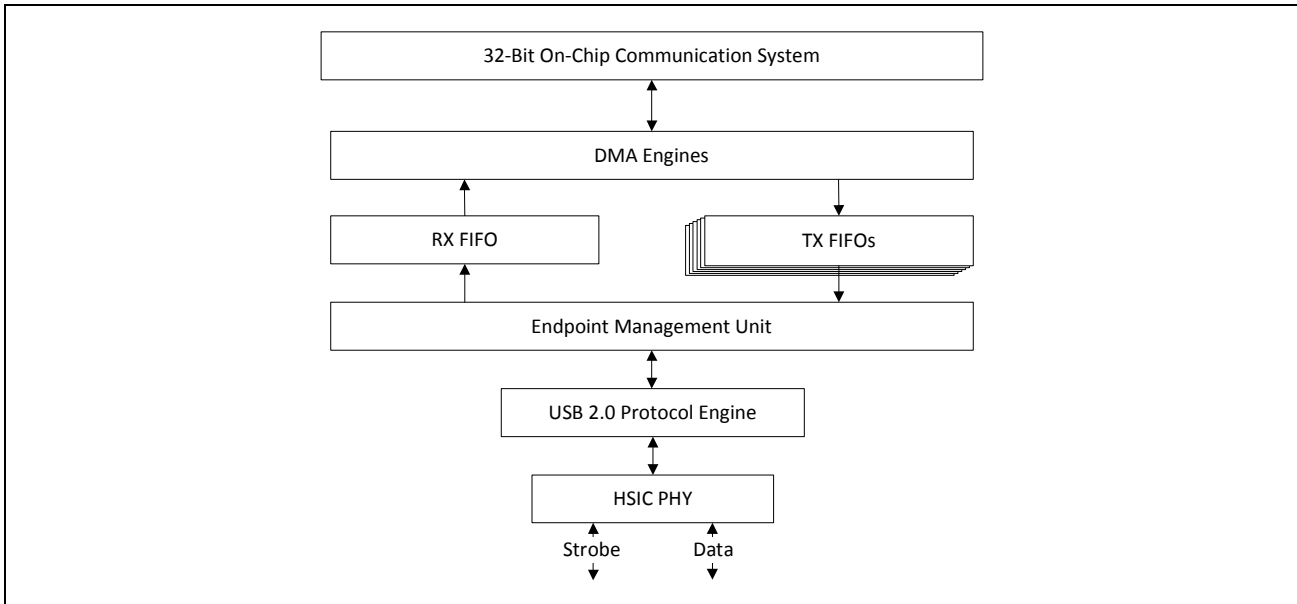 32-Bit On-Chip Communication System
DMA Engines
RX FIFO
TX FIFOs
Endpoint Management Unit
USB 2.0 Protocol Engine
HSIC PHY
Strobe
Data